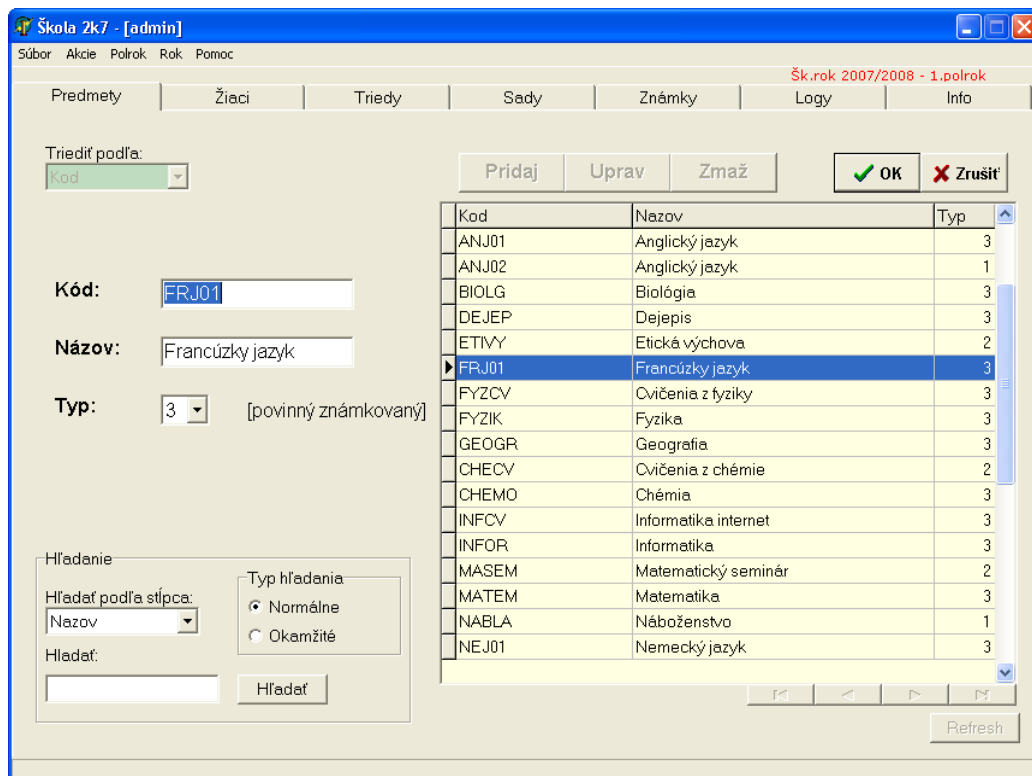 Škola 2k7 - [admin]
Súbor Akcie Polrok Rok Pomoc
Šk.rok 2007/2008 - 1.polrok
Predmety Žiaci Triedy Sady Známky Logy Info
Triediť podľa:
Kod
Pridaj Uprav Zmaž OK Zrušiť
Kód: FRJ01
Názov: Francúzky jazyk
Typ: 3 [povinný známkovaný]
Kod Nazov Typ
ANJ01 Anglický jazyk 3
ANJ02 Anglický jazyk 1
BIOLG Biológia 3
DEJEP Dejepis 3
ETIVY Etická výchova 2
FRJ01 Francúzky jazyk 3
FYZCV Cvičenia z fyziky 3
FYZIK Fyzika 3
GEOGR Geografia 3
CHECV Cvičenia z chémie 2
CHEMO Chémia 3
INFCV Informatika internet 3
INFOR Informatika 3
MASEM Matematický seminár 2
MATEM Matematika 3
NABLA Náboženstvo 1
NEJ01 Nemecký jazyk 3
Hľadanie
Hľadať podľa stĺpca:
Nazov
Hladať:
Hľadať
Typ hľadania
Normálne
Okamžité
Refresh